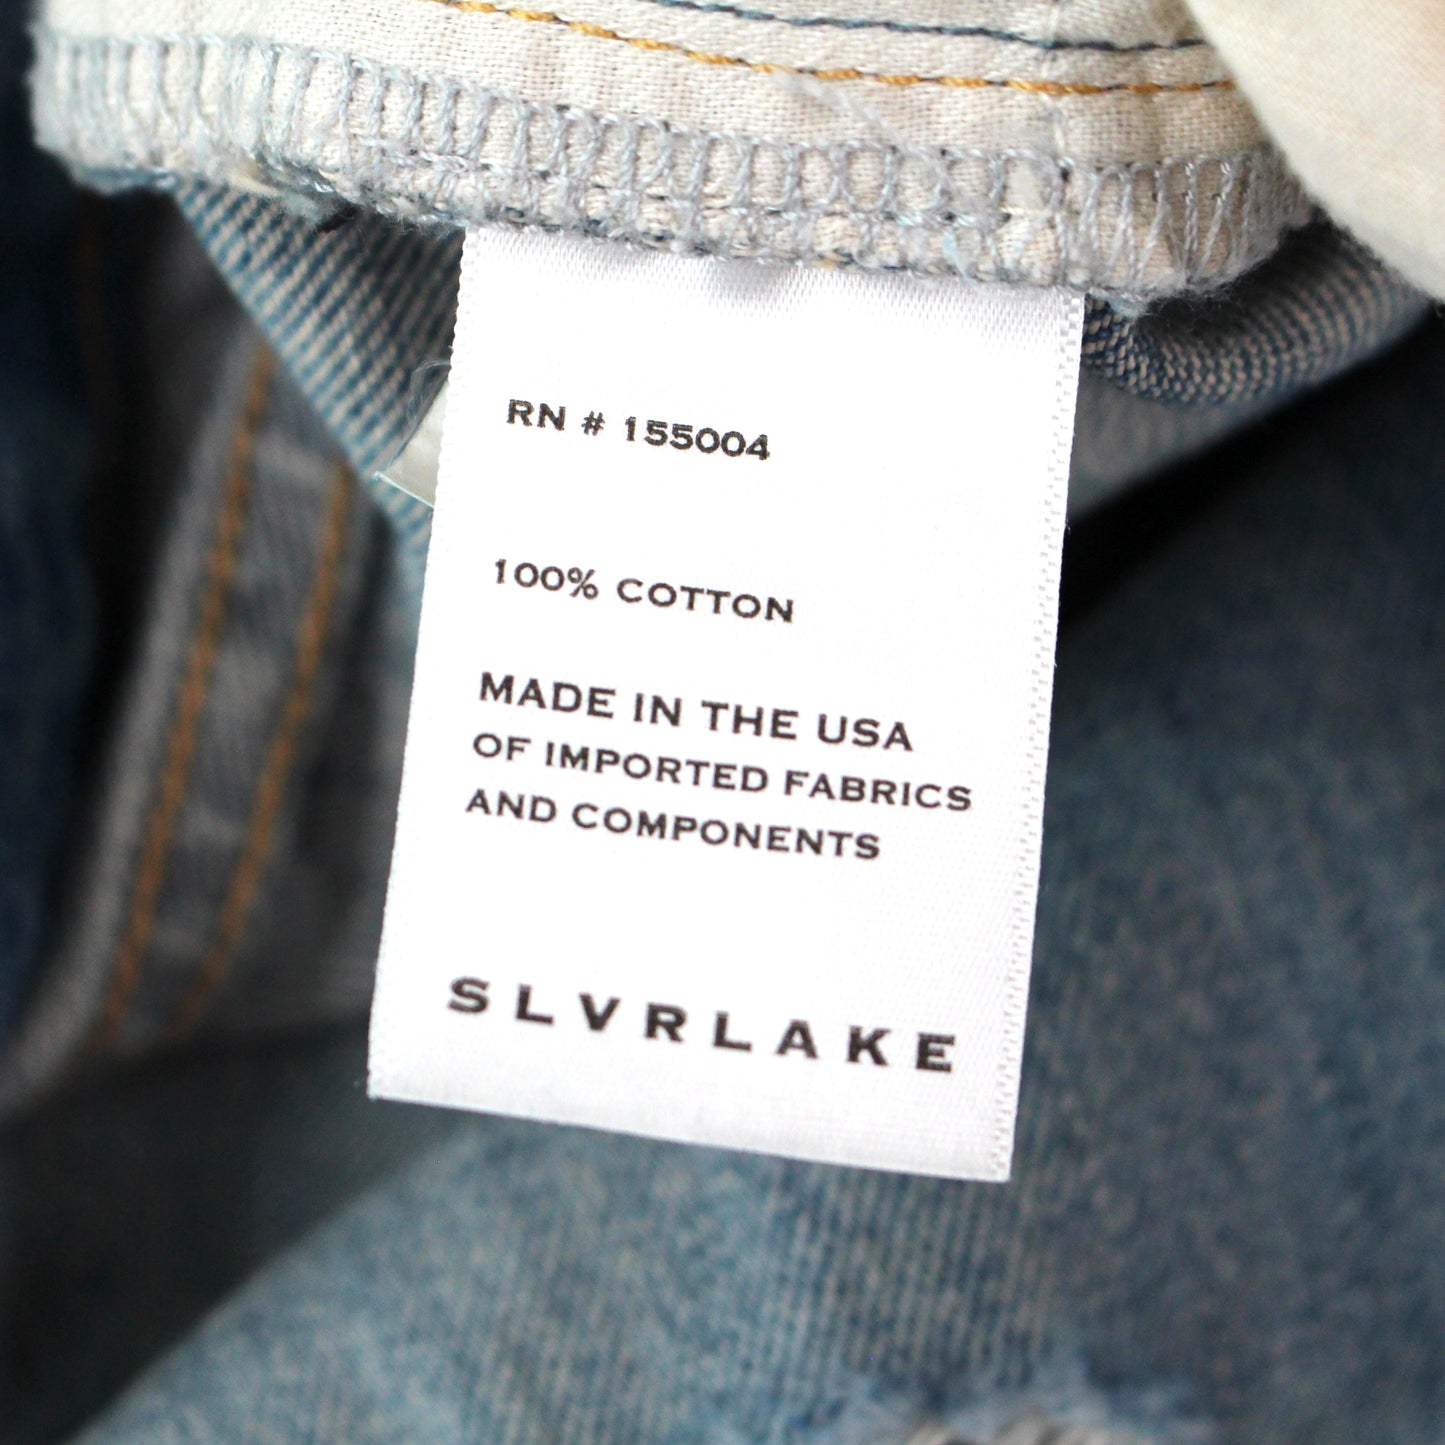 RN # 155004
100% COTTON
MADE IN THE USA
OF IMPORTED FABRICS
AND COMPONENTS
SLVRLAKE